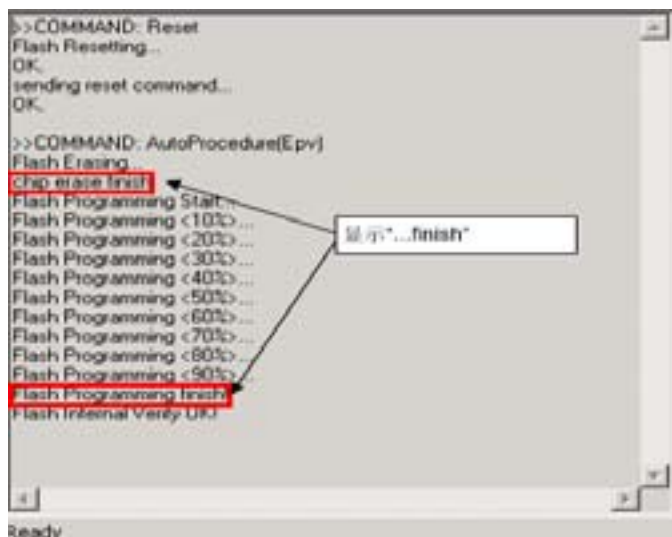 >>COMMAND: Reset
Flash Resetting...
OK.
sending reset command...
OK.
>>COMMAND: AutoProcedure(Epv)
Flash Erasing...
chip erase finish
Flash Programming Start...
Flash Programming <10%>...
Flash Programming <20%>...
显示"...finish"
Flash Programming <30%>...
Flash Programming <40%>...
Flash Programming <50%>...
Flash Programming <60%>...
Flash Programming <70%>...
Flash Programming <80%>...
Flash Programming <90%>...
Flash Programming finish
Flash Internal Verify OK!
Ready